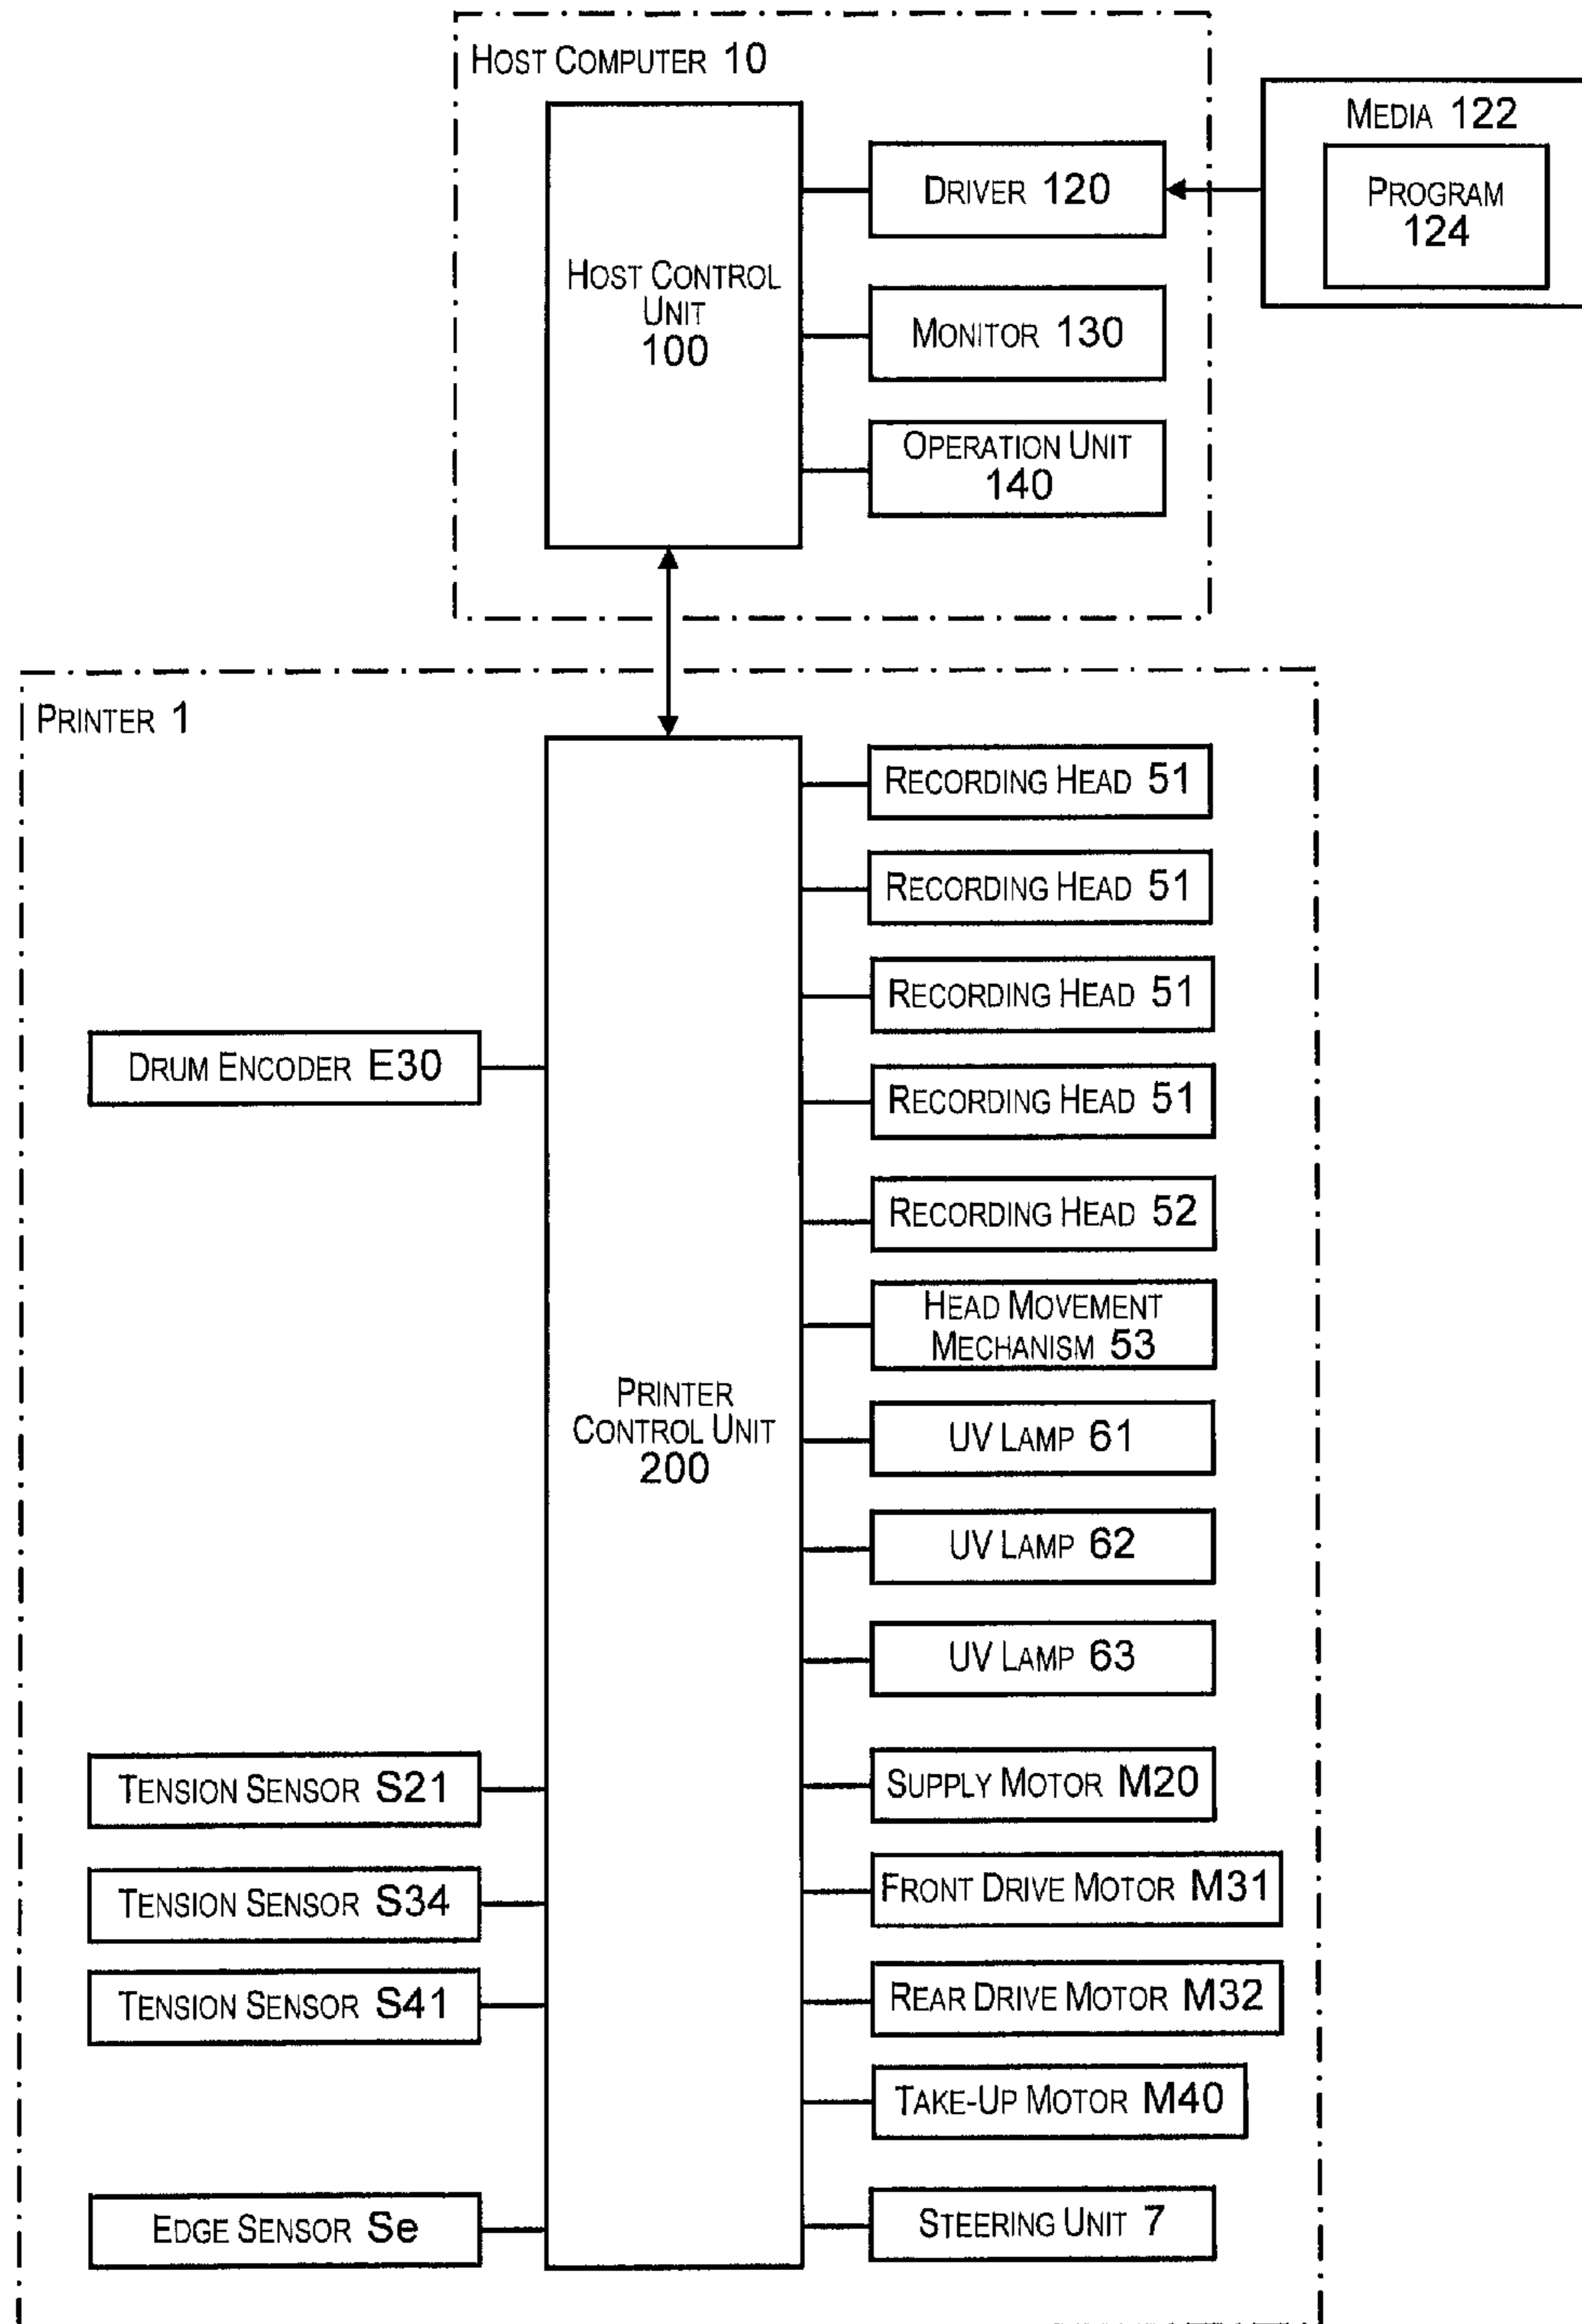 HOST COMPUTER 10
MEDIA 122
PROGRAM
124
DRIVER 120
HOST CONTROL
UNIT
100
MONITOR 130
OPERATION UNIT
140
PRINTER 1
RECORDING HEAD 51
RECORDING HEAD 51
RECORDING HEAD 51
DRUM ENCODER E30
RECORDING HEAD 51
RECORDING HEAD 52
HEAD MOVEMENT
MECHANISM 53
PRINTER
CONTROL UNIT
200
UV LAMP 61
UV LAMP 62
UV LAMP 63
TENSION SENSOR S21
SUPPLY MOTOR M20
TENSION SENSOR S34
FRONT DRIVE MOTOR M31
TENSION SENSOR S41
REAR DRIVE MOTOR M32
TAKE-UP MOTOR M40
EDGE SENSOR Se
STEERING UNIT 7